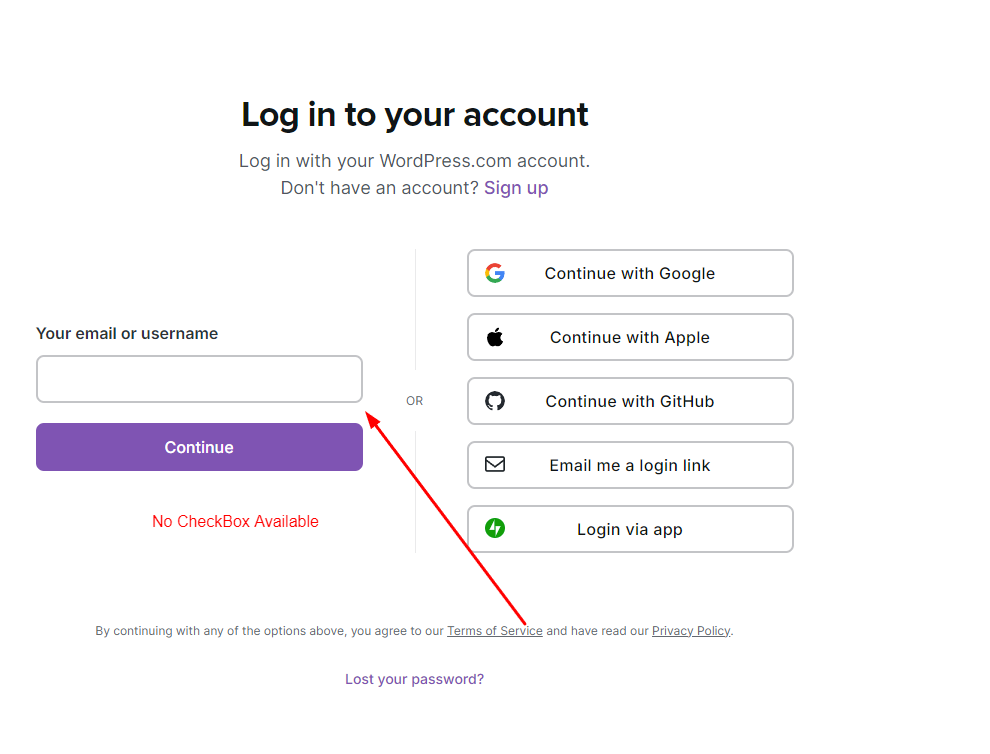 Log in to your account
Log in with your WordPress.com account.
Don't have an account? Sign up
Your email or username
Continue
No CheckBox Available
OR
Continue with Google
Continue with Apple
Continue with GitHub
Email me a login link
Login via app
By continuing with any of the options above, you agree to our Terms of Service and have read our Privacy Policy.
Lost your password?